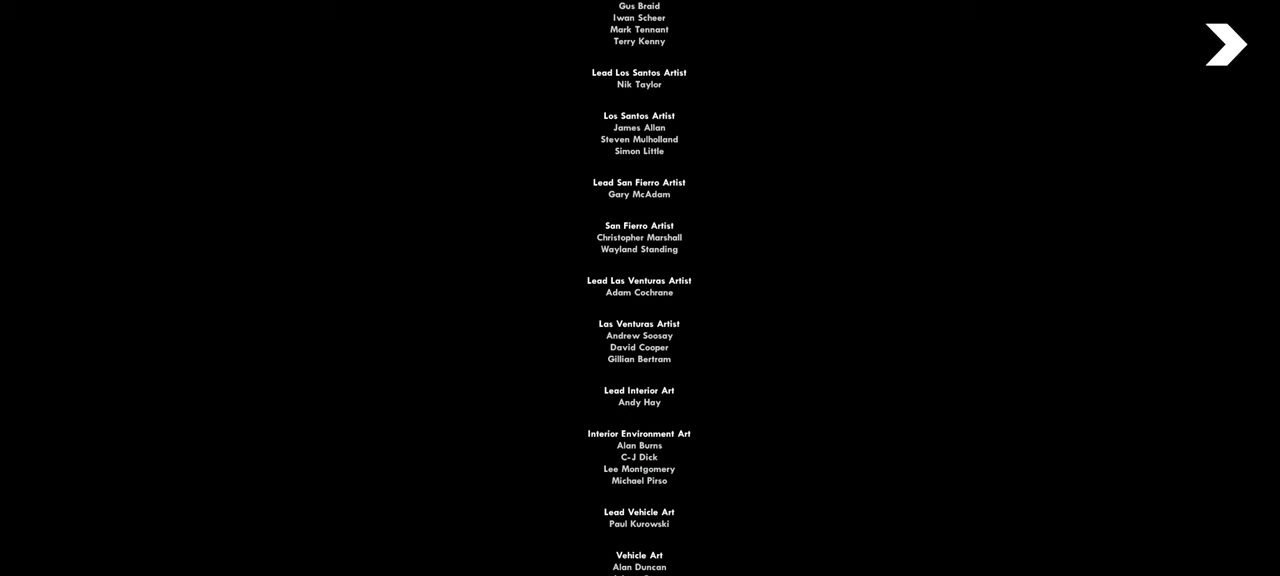 Gus Braid
Iwan Scheer
Mark Tennant
Terry Kenny
Lead Los Santos Artist
Nik Taylor
Los Santos Artist
James Allan
Steven Mulholland
Simon Little
Lead San Fierro Artist
Gary McAdam
San Fierro Artist
Christopher Marshall
Wayland Standing
Lead Las Venturas Artist
Adam Cochrane
Las Venturas Artist
Andrew Soosay
David Cooper
Gillian Bertram
Lead Interior Art
Andy Hay
Interior Environment Art
Alan Burns
C-J Dick
Lee Montgomery
Michael Pirso
Lead Vehicle Art
Paul Kurowski
Vehicle Art
Alan Duncan